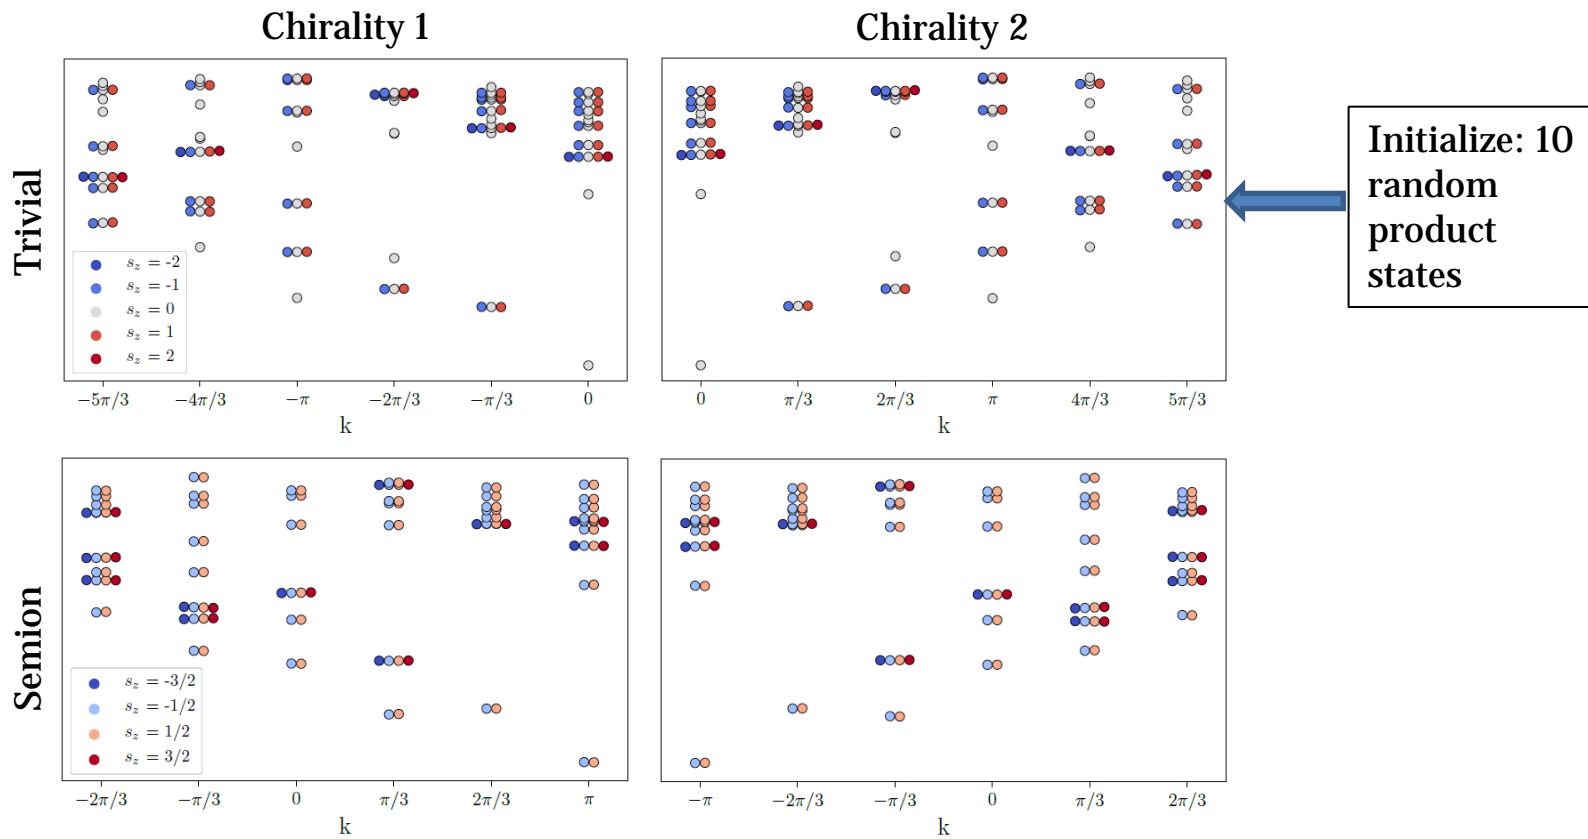 Chirality 1
Chirality 2
Trivial
s_z = -2
s_z = -1
s_z = 0
s_z = 1
s_z = 2
−5π/3 −4π/3 −π −2π/3 −π/3 0
k
0 π/3 2π/3 π 4π/3 5π/3
k
Initialize: 10
random
product
states
Semion
s_z = -3/2
s_z = -1/2
s_z = 1/2
s_z = 3/2
−2π/3 −π/3 0 π/3 2π/3 π
k
−π −2π/3 −π/3 0 π/3 2π/3
k